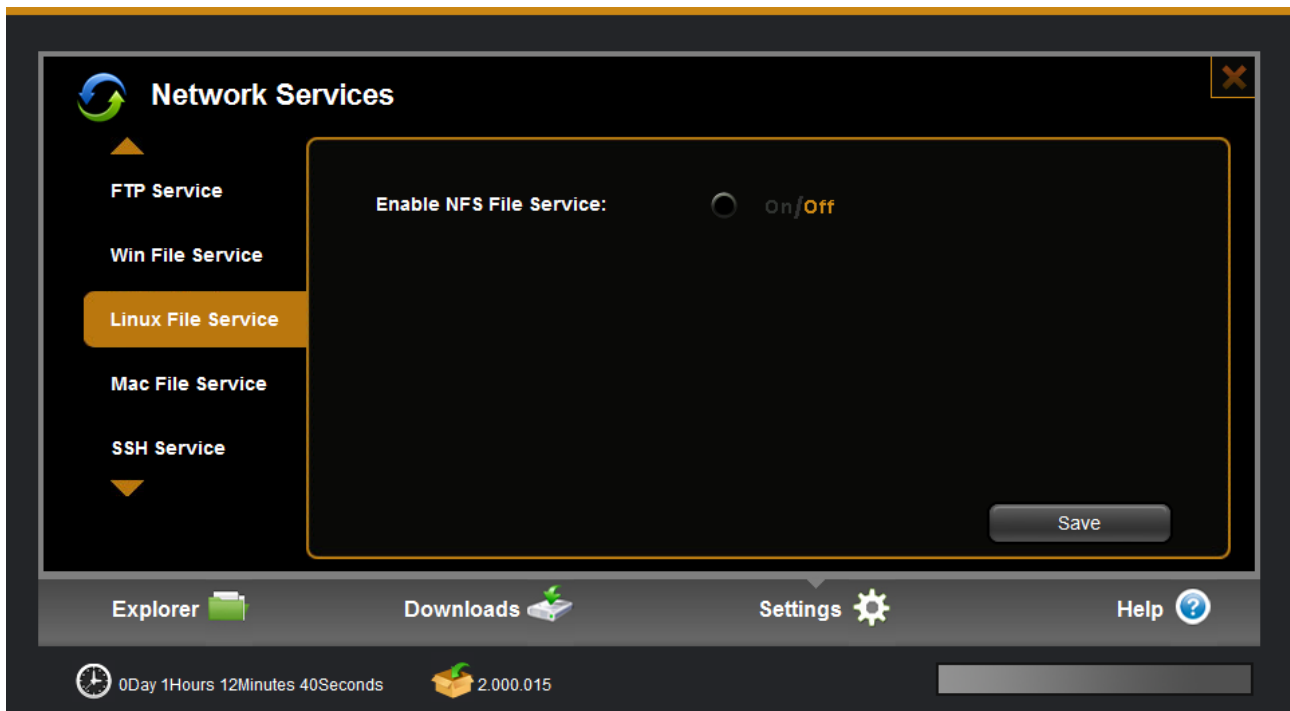 Network Services
FTP Service
Win File Service
Linux File Service
Mac File Service
SSH Service
Enable NFS File Service:
On/Off
Save
Explorer
Downloads
Settings
Help
0Day 1Hours 12Minutes 40Seconds
2.000.015